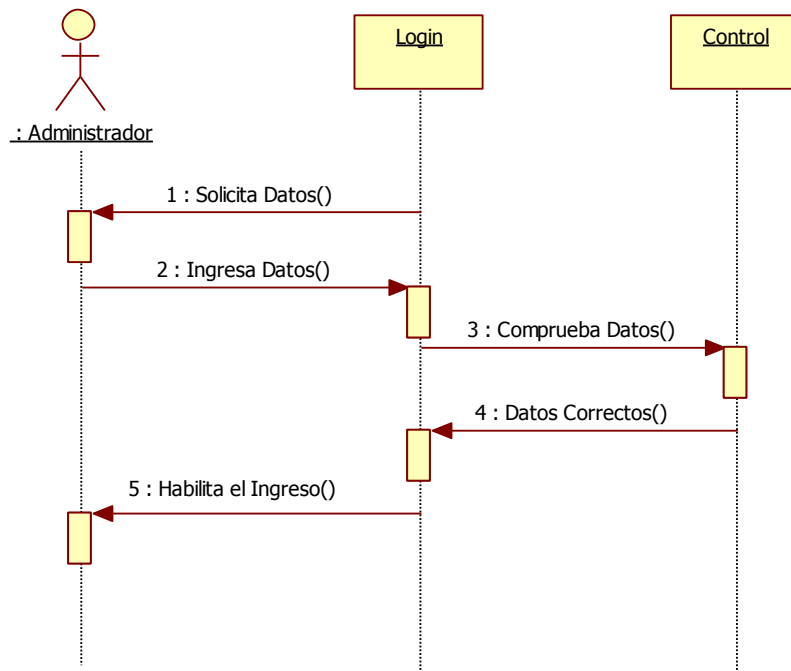 Login
Control
: Administrador
1 : Solicita Datos()
2 : Ingresa Datos()
3 : Comprueba Datos()
4 : Datos Correctos()
5 : Habilita el Ingreso()